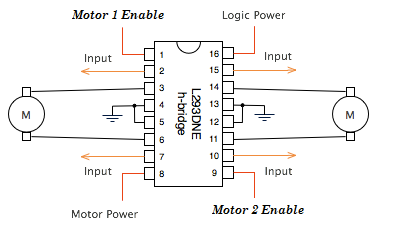 Motor 1 Enable
Logic Power
Input
Input
1
2
3
4
5
6
7
8
16
15
14
13
12
11
10
9
L293DNE
h-bridge
M
M
Input
Input
Motor Power
Motor 2 Enable